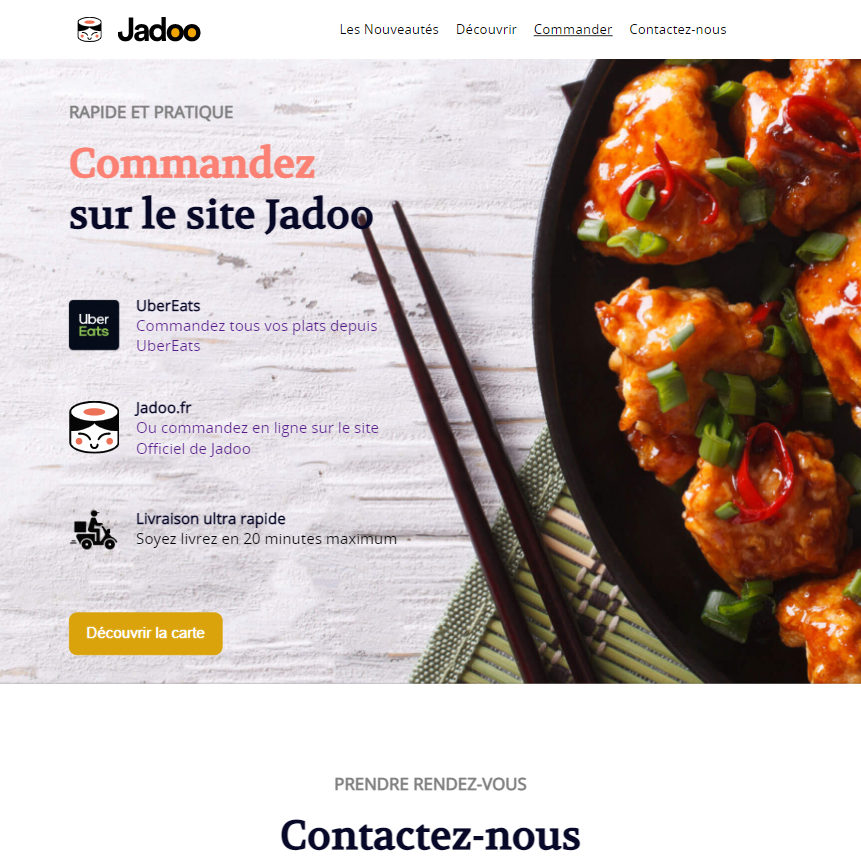 Jadoo
Les Nouveautés
Découvrir
Commander
Contactez-nous
RAPIDE ET PRATIQUE
Commandez
sur le site Jadoo
Uber
Eats
UberEats
Commandez tous vos plats depuis
UberEats
Jadoo.fr
Ou commandez en ligne sur le site
Officiel de Jadoo
Livraison ultra rapide
Soyez livrez en 20 minutes maximum
Découvrir la carte
PRENDRE RENDEZ-VOUS
Contactez-nous